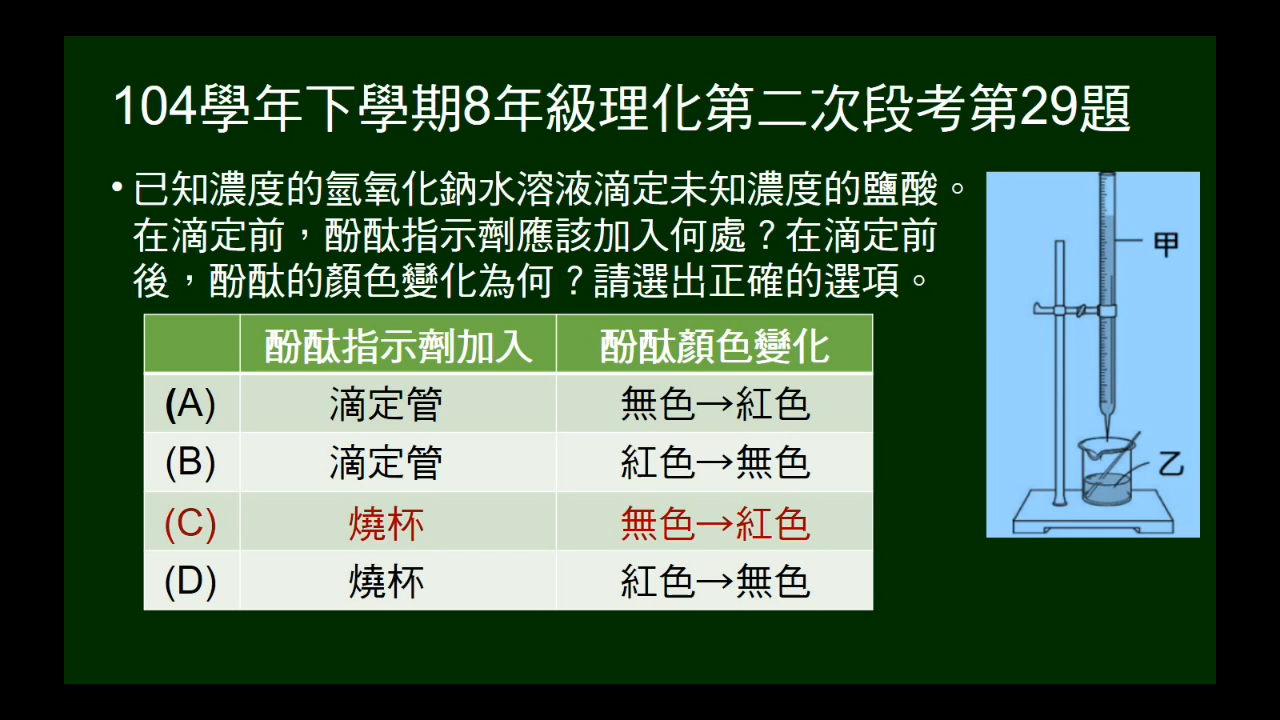 104學年下學期8年級理化第二次段考第29題
• 已知濃度的氫氧化鈉水溶液滴定未知濃度的鹽酸。
在滴定前，酚酞指示劑應該加入何處？在滴定前
後，酚酞的顏色變化為何？請選出正確的選項。
酚酞指示劑加入 酚酞顏色變化
(A) 滴定管 無色→紅色
(B) 滴定管 紅色→無色
(C) 燒杯 無色→紅色
(D) 燒杯 紅色→無色
甲
乙